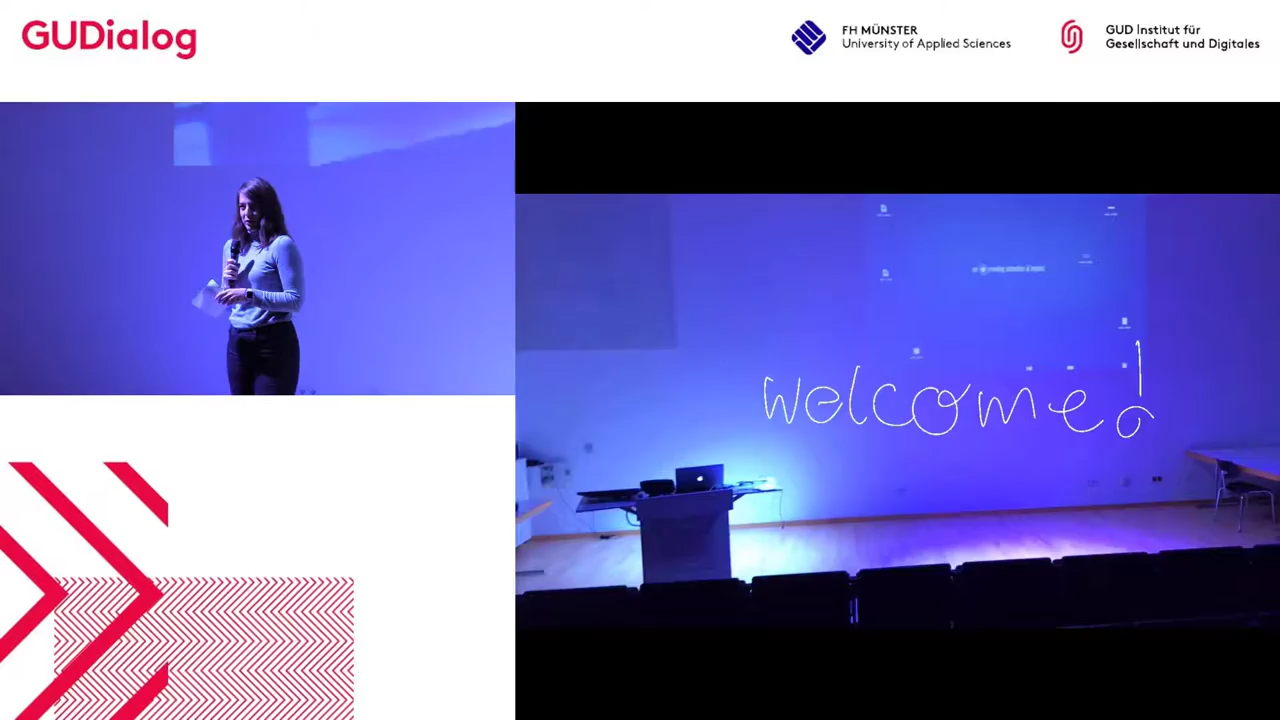 GUDialog
FH MÜNSTER
University of Applied Sciences
GUD Institut für
Gesellschaft und Digitales
welcome!